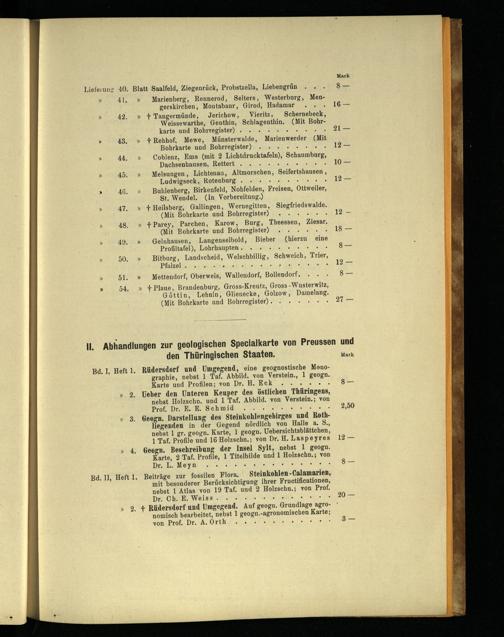 Mark
Lieferung 40. Blatt Saalfeld, Ziegenrück, Probstzella, Liebengrün . . . 8 —
» 41. » Marienberg, Rennerod, Selters, Westerburg, Men-
gerskirchen, Montabaur, Girod, Hadamar . . . 16 —
» 42. » † Tangermünde, Jerichow, Vieritz, Schernebeck,
Weissewarthe, Genthin, Schlagenthin. (Mit Bohr-
karte und Bohrregister) . . . . . . . . 21 —
» 43. » † Rehhof, Mewe, Münsterwalde, Marienwerder (Mit
Bohrkarte und Bohrregister) . . . . . . . 12 —
» 44. » Coblenz, Ems (mit 2 Lichtdrucktafeln), Schaumburg,
Dachsenhausen, Rettert . . . . . . . . 10 —
» 45. » Melsungen, Lichtenau, Altmorschen, Seifertshausen,
Ludwigseck, Rotenburg . . . . . . . . 12 —
» 46. » Buhlenberg, Birkenfeld, Nohfelden, Freisen, Ottweiler,
St. Wendel. (In Vorbereitung.)
» 47. » † Heilsberg, Gallingen, Wernegitten, Siegfriedswalde.
(Mit Bohrkarte und Bohrregister) . . . . . 12 —
» 48. » † Parey, Parchen, Karow, Burg, Theessen, Ziesar.
(Mit Bohrkarte und Bohrregister) . . . . . 18 —
» 49. » Gelnhausen, Langenselbold, Bieber (hierzu eine
Profiltafel), Lohrhaupten . . . . . . . . 8 —
» 50. » Bitburg, Landscheid, Welschbillig, Schweich, Trier,
Pfalzel . . . . . . . . . . . . . 12 —
» 51. » Mettendorf, Oberweis, Wallendorf, Bollendorf . . . . 8 —
» 54. » † Plaue, Brandenburg, Gross-Kreutz, Gross-Wusterwitz,
Göttin, Lehnin, Glienecke, Golzow, Damelang.
(Mit Bohrkarte und Bohrregister) . . . . . . 27 —
II. Abhandlungen zur geologischen Specialkarte von Preussen und
den Thüringischen Staaten. Mark
Bd. I, Heft 1. Rüdersdorf und Umgegend, eine geognostische Mono-
graphie, nebst 1 Taf. Abbild. von Verstein., 1 geogn.
Karte und Profilen; von Dr. H. Eck . . . . . . 8 —
» 2. Ueber den Unteren Keuper des östlichen Thüringens,
nebst Holzschn. und 1 Taf. Abbild. von Verstein.; von
Prof. Dr. E. E. Schmid . . . . . . . . . . 2,50
» 3. Geogn. Darstellung des Steinkohlengebirges und Roth-
liegenden in der Gegend nördlich von Halle a. S.,
nebst 1 gr. geogn. Karte, 1 geogn. Uebersichtsblättchen,
1 Taf. Profile und 16 Holzschn.; von Dr. H. Laspeyres 12 —
» 4. Geogn. Beschreibung der Insel Sylt, nebst 1 geogn.
Karte, 2 Taf. Profile, 1 Titelbilde und 1 Holzschn.; von
Dr. L. Meyn . . . . . . . . . . . . . . 8 —
Bd. II, Heft 1. Beiträge zur fossilen Flora. Steinkohlen-Calamarien,
mit besonderer Berücksichtigung ihrer Fructificationen,
nebst 1 Atlas von 19 Taf. und 2 Holzschn.; von Prof.
Dr. Ch. E. Weiss . . . . . . . . . . . . 20 —
» 2. † Rüdersdorf und Umgegend. Auf geogn. Grundlage agro-
nomisch bearbeitet, nebst 1 geogn.-agronomischen Karte;
von Prof. Dr. A. Orth . . . . . . . . . . 3 —